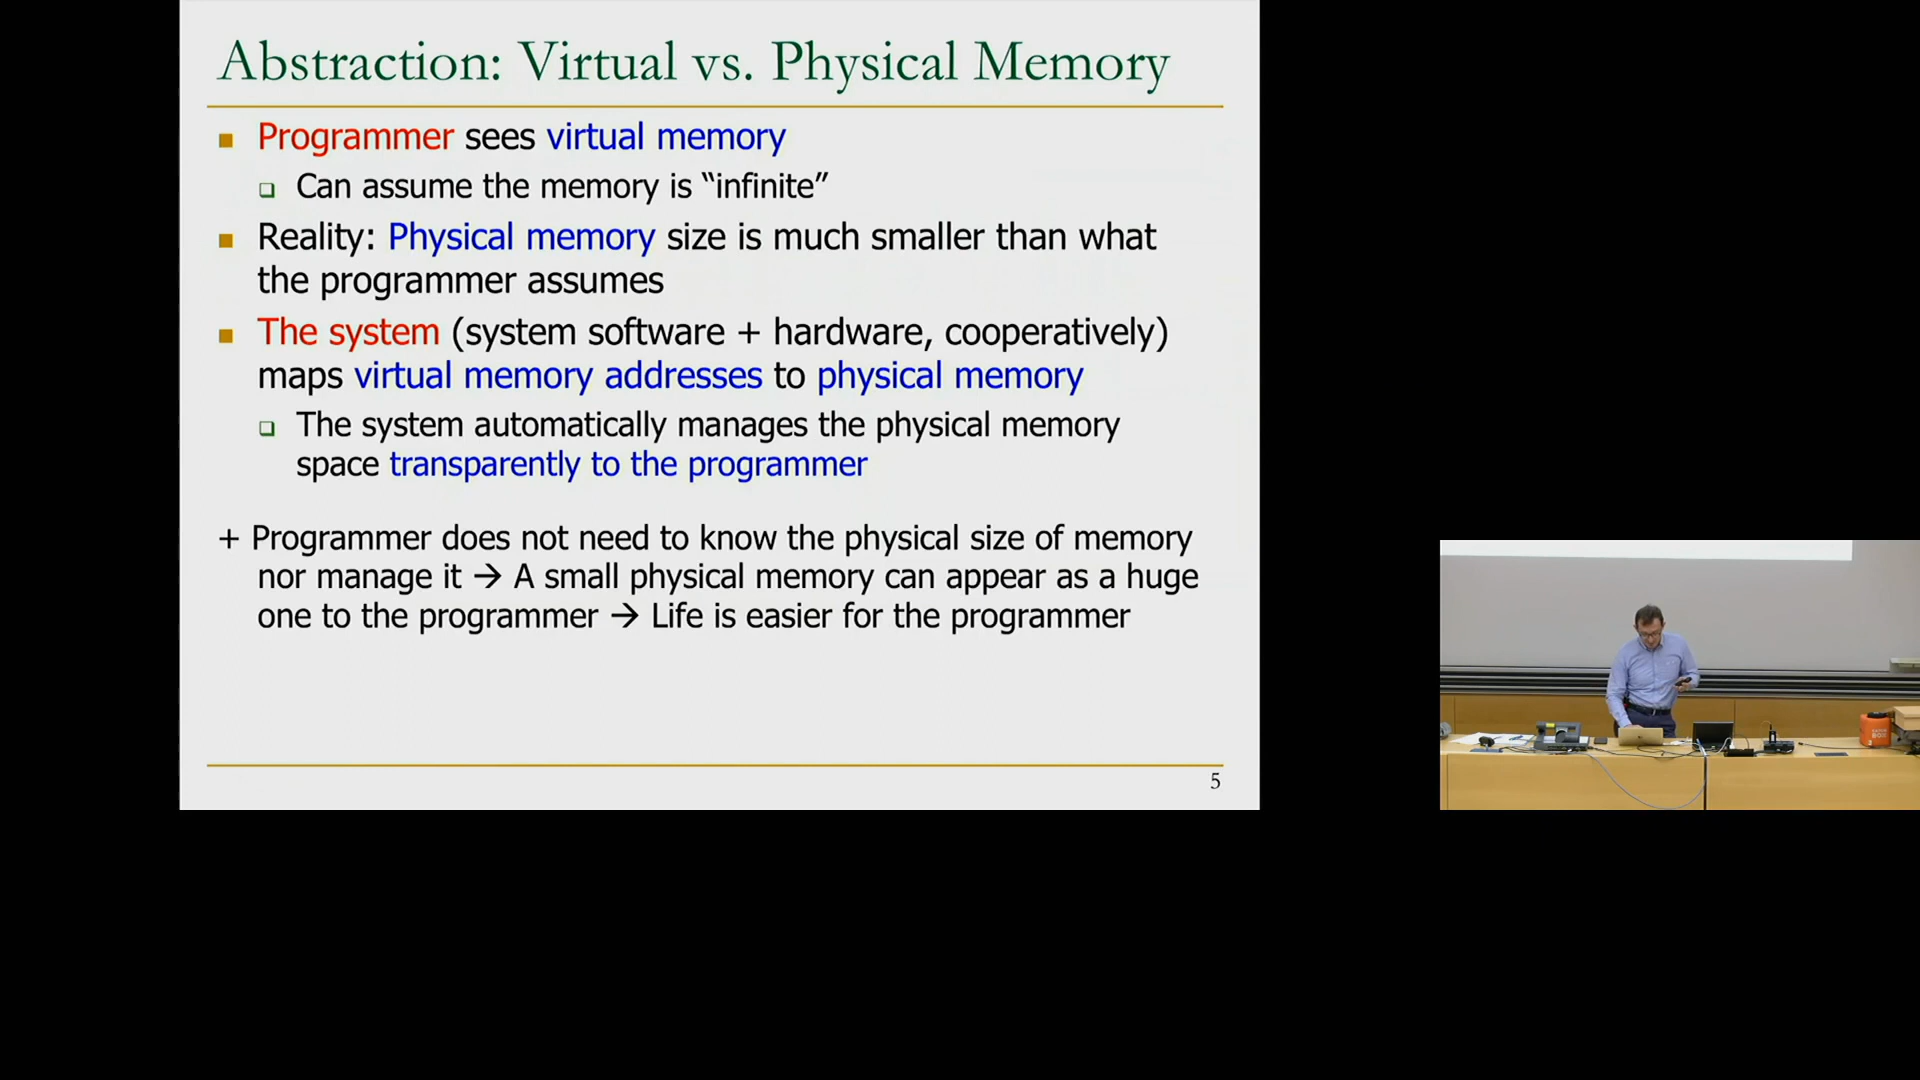 Abstraction: Virtual vs. Physical Memory
■ Programmer sees virtual memory
❑ Can assume the memory is “infinite”
■ Reality: Physical memory size is much smaller than what
the programmer assumes
■ The system (system software + hardware, cooperatively)
maps virtual memory addresses to physical memory
❑ The system automatically manages the physical memory
space transparently to the programmer
+ Programmer does not need to know the physical size of memory
nor manage it → A small physical memory can appear as a huge
one to the programmer → Life is easier for the programmer
5